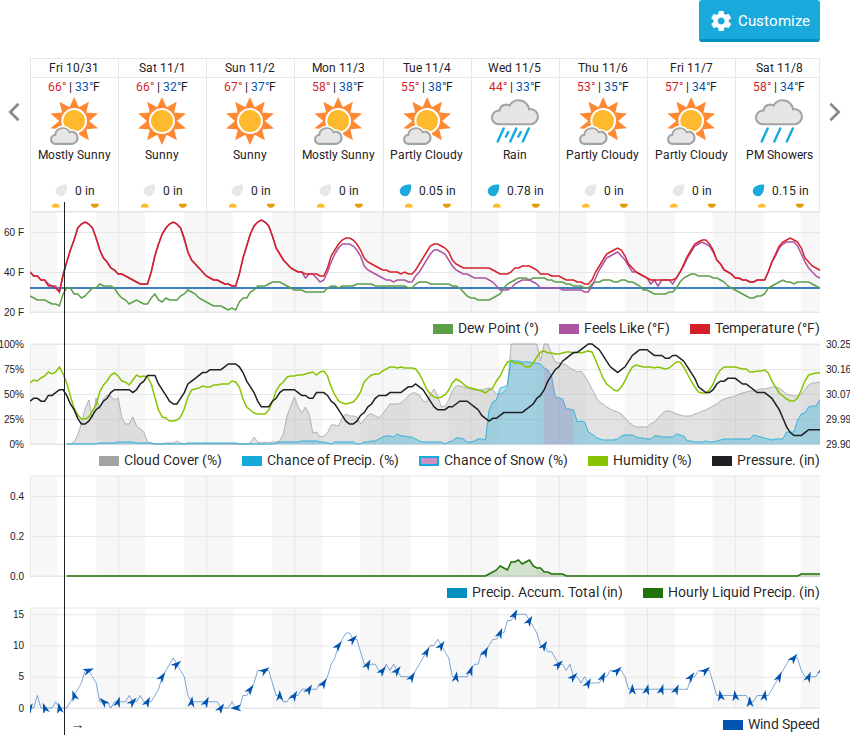 Customize
Fri 10/31 Sat 11/1 Sun 11/2 Mon 11/3 Tue 11/4 Wed 11/5 Thu 11/6 Fri 11/7 Sat 11/8
66° | 33°F 66° | 32°F 67° | 37°F 58° | 38°F 55° | 38°F 44° | 33°F 53° | 35°F 57° | 34°F 58° | 34°F
Mostly Sunny Sunny Sunny Mostly Sunny Partly Cloudy Rain Partly Cloudy Partly Cloudy PM Showers
0 in 0 in 0 in 0 in 0.05 in 0.78 in 0 in 0 in 0.15 in
60 F
40 F
20 F
Dew Point (°) Feels Like (°F) Temperature (°F)
100% 30.25
75% 30.16
50% 30.07
25% 29.99
0% 29.90
Cloud Cover (%) Chance of Precip. (%) Chance of Snow (%) Humidity (%) Pressure. (in)
0.4
0.2
0.0
Precip. Accum. Total (in) Hourly Liquid Precip. (in)
15
10
5
0
→
Wind Speed